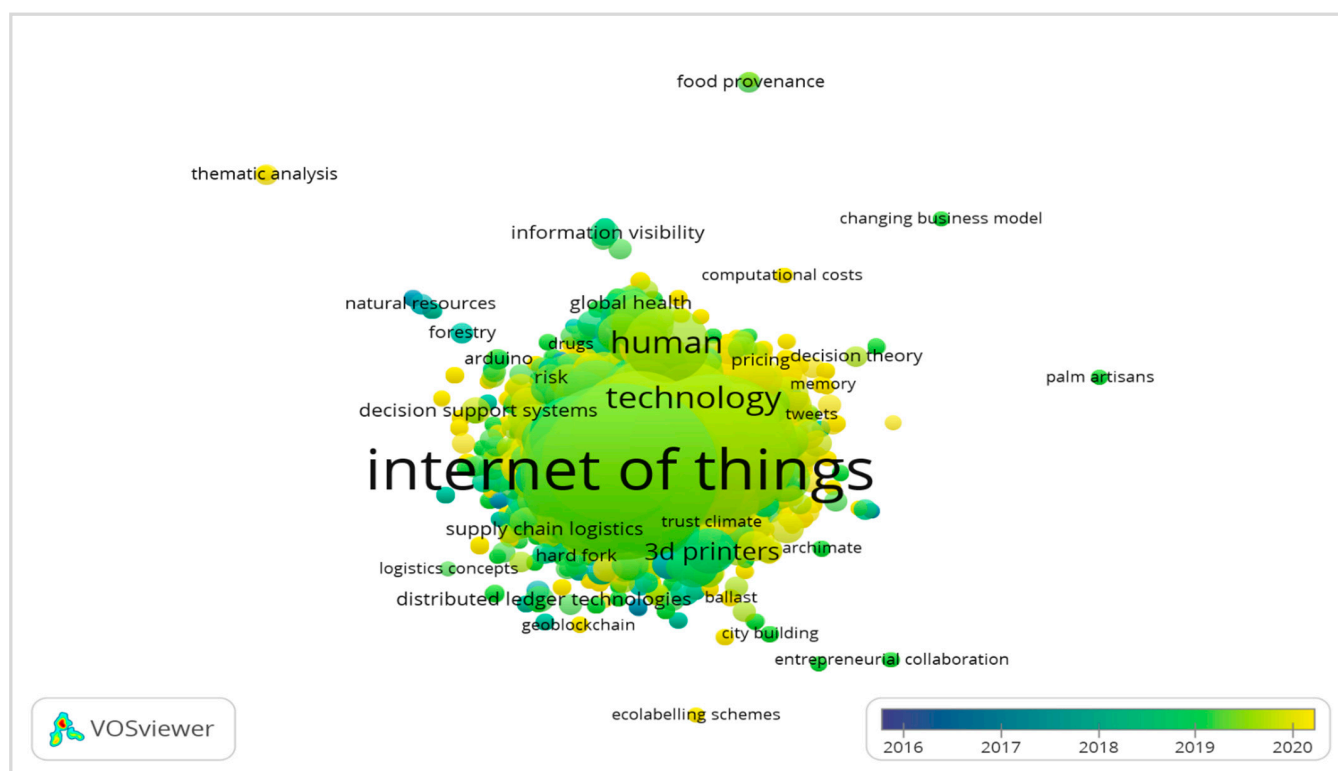 food provenance
thematic analysis
changing business model
information visibility
computational costs
natural resources
global health
forestry
human
drugs
arduino
pricing
decision theory
risk
memory
palm artisans
technology
decision support systems
tweets
internet of things
trust climate
supply chain logistics
3d printers
archimate
hard fork
logistics concepts
distributed ledger technologies
ballast
geoblockchain
city building
entrepreneurial collaboration
ecolabelling schemes
VOSviewer
2016 2017 2018 2019 2020